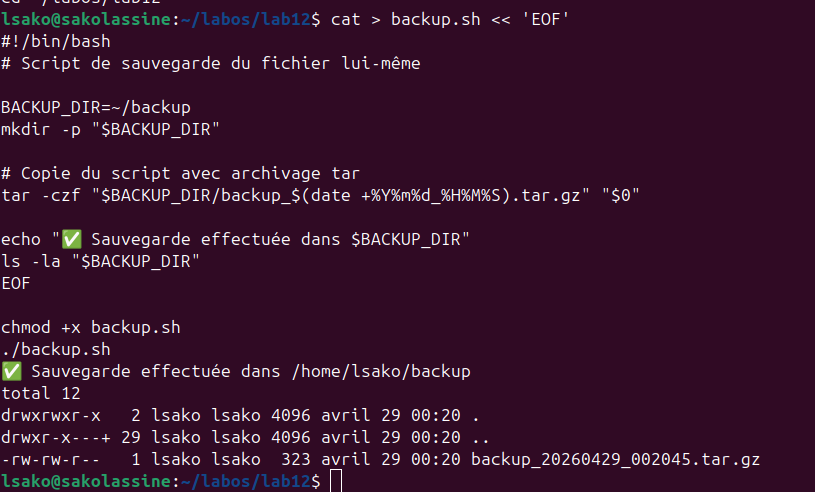 lsako@sakolassine:~/labos/lab12$ cat > backup.sh << 'EOF'
#!/bin/bash
# Script de sauvegarde du fichier lui-même

BACKUP_DIR=~/backup
mkdir -p "$BACKUP_DIR"

# Copie du script avec archivage tar
tar -czf "$BACKUP_DIR/backup_$(date +%Y%m%d_%H%M%S).tar.gz" "$0"

echo "✅ Sauvegarde effectuée dans $BACKUP_DIR"
ls -la "$BACKUP_DIR"
EOF

chmod +x backup.sh
./backup.sh
✅ Sauvegarde effectuée dans /home/lsako/backup
total 12
drwxrwxr-x   2 lsako lsako 4096 avril 29 00:20 .
drwxr-x---+ 29 lsako lsako 4096 avril 29 00:20 ..
-rw-rw-r--   1 lsako lsako  323 avril 29 00:20 backup_20260429_002045.tar.gz
lsako@sakolassine:~/labos/lab12$